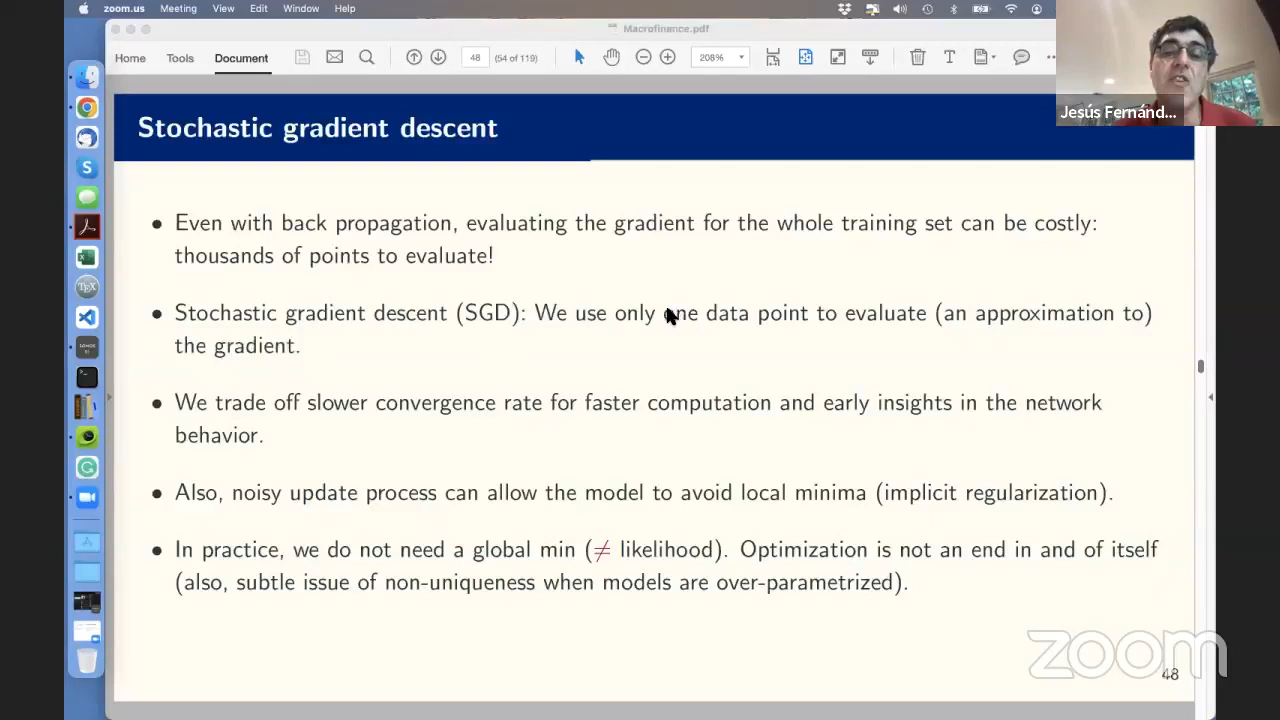 zoom.us Meeting View Edit Window Help
Macrofinance.pdf
Home Tools Document 48 (54 of 119) 208%
Jesús Fernánd...
Stochastic gradient descent
• Even with back propagation, evaluating the gradient for the whole training set can be costly:
thousands of points to evaluate!
• Stochastic gradient descent (SGD): We use only one data point to evaluate (an approximation to)
the gradient.
• We trade off slower convergence rate for faster computation and early insights in the network
behavior.
• Also, noisy update process can allow the model to avoid local minima (implicit regularization).
• In practice, we do not need a global min (≠ likelihood). Optimization is not an end in and of itself
(also, subtle issue of non-uniqueness when models are over-parametrized).
zoom
48